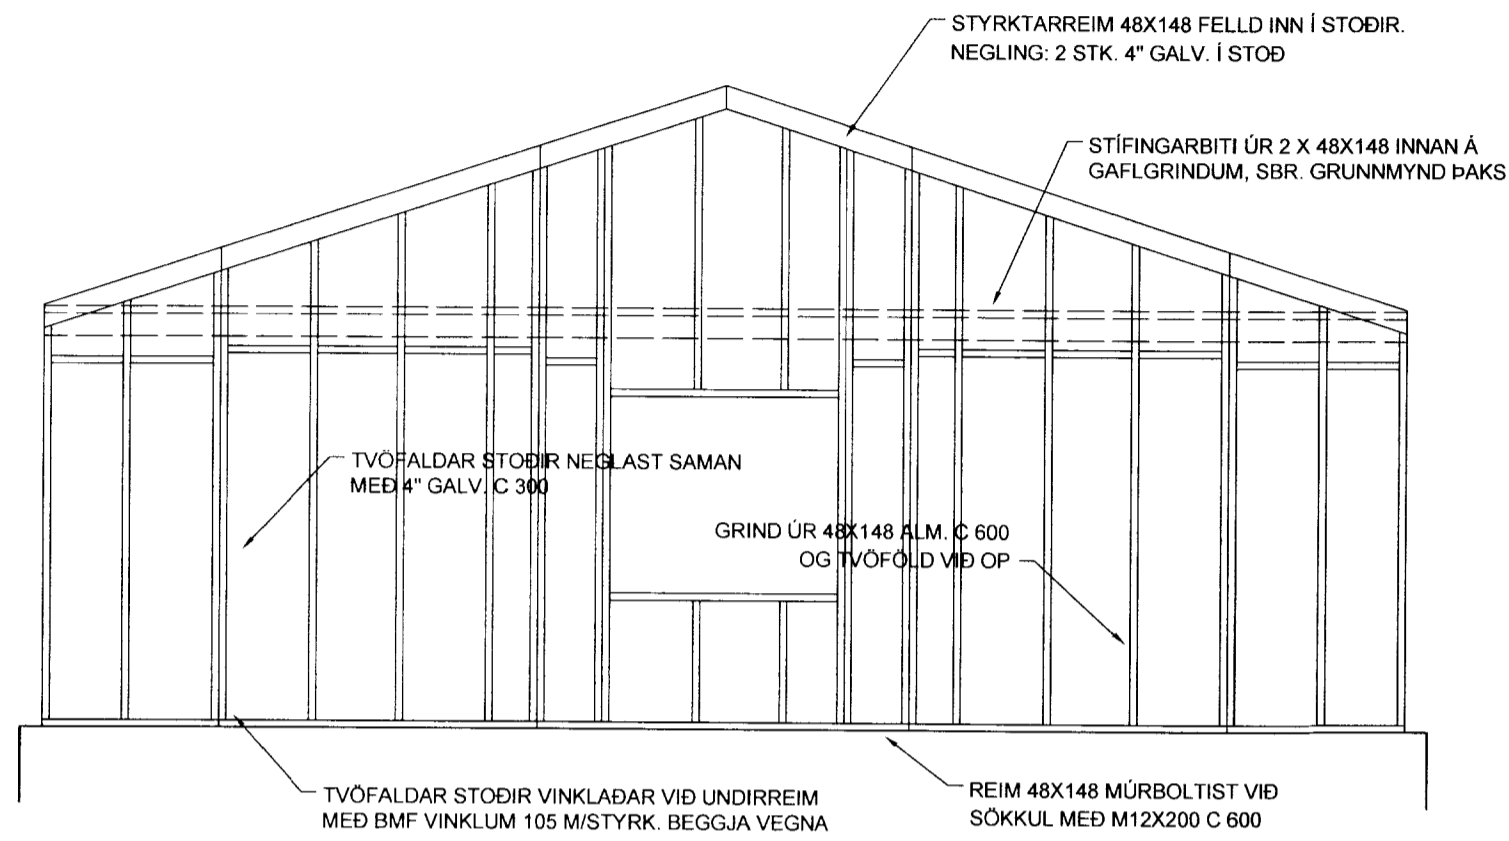 STYRKTARREIM 48X148 FELLD INN Í STOÐIR.
NEGLING: 2 STK. 4" GALV. Í STOÐ
STÍFINGARBITI ÚR 2 X 48X148 INNAN Á
GAFLGRINDUM, SBR. GRUNNMYND ÞAKS
TVÖFALDAR STOÐIR NEGLAST SAMAN
MEÐ 4" GALV. C 300
GRIND ÚR 48X148 ALM. C 600
OG TVÖFÖLD VIÐ OP
TVÖFALDAR STOÐIR VINKLAÐAR VIÐ UNDIRREIM
MEÐ BMF VINKLUM 105 M/STYRK. BEGGJA VEGNA
REIM 48X148 MÚRBOLTIST VIÐ
SÖKKUL MEÐ M12X200 C 600